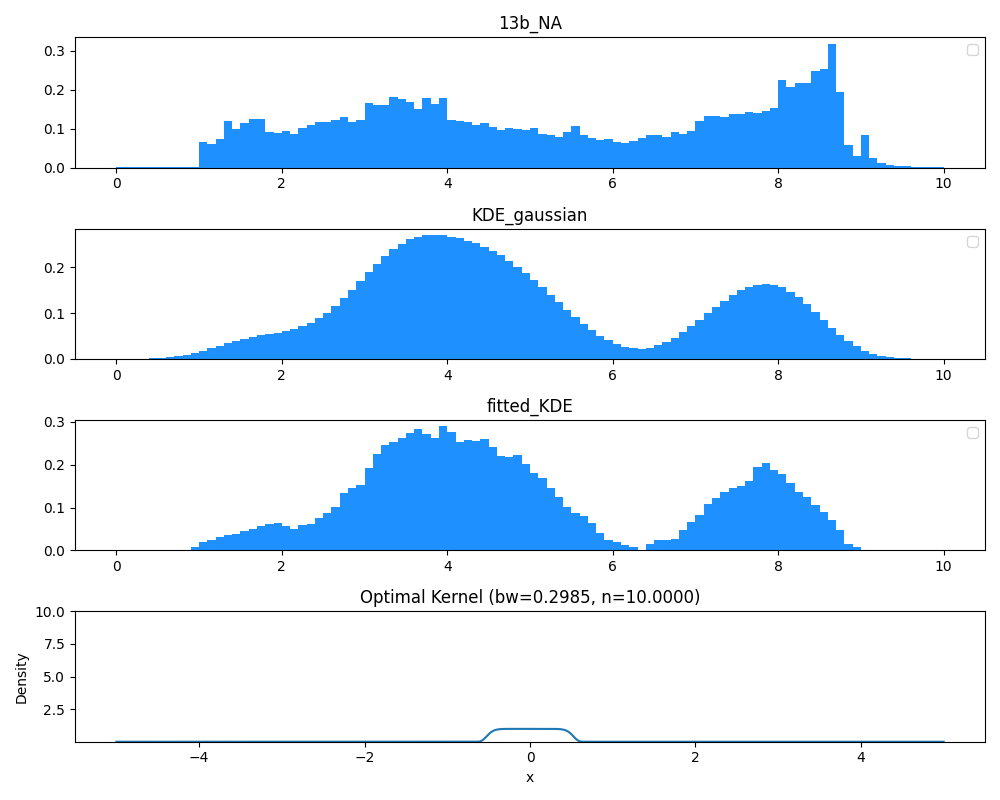 13b_NA
0.3
0.2
0.1
0.0
0 2 4 6 8 10
KDE_gaussian
0.2
0.1
0.0
0 2 4 6 8 10
fitted_KDE
0.3
0.2
0.1
0.0
0 2 4 6 8 10
Optimal Kernel (bw=0.2985, n=10.0000)
10.0
7.5
5.0
2.5
Density
−4 −2 0 2 4
x